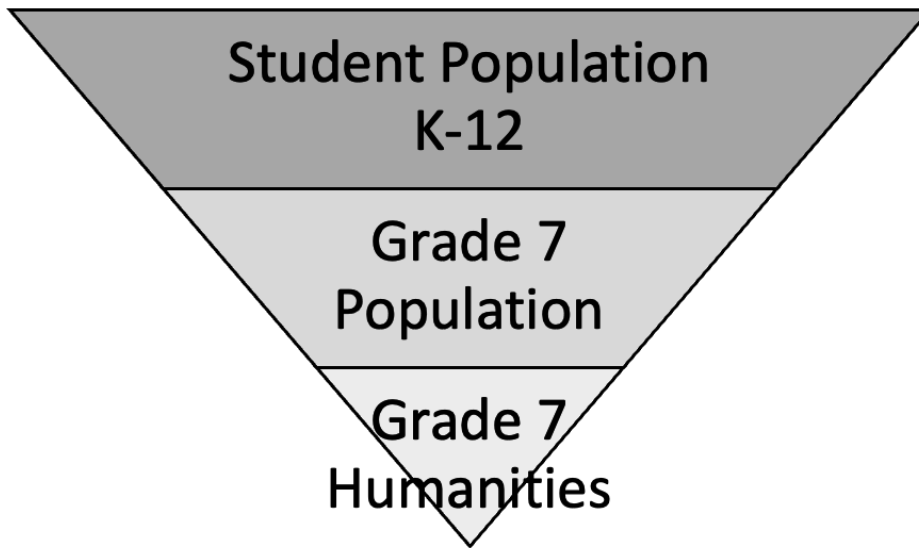 Student Population
K-12
Grade 7
Population
Grade 7
Humanities